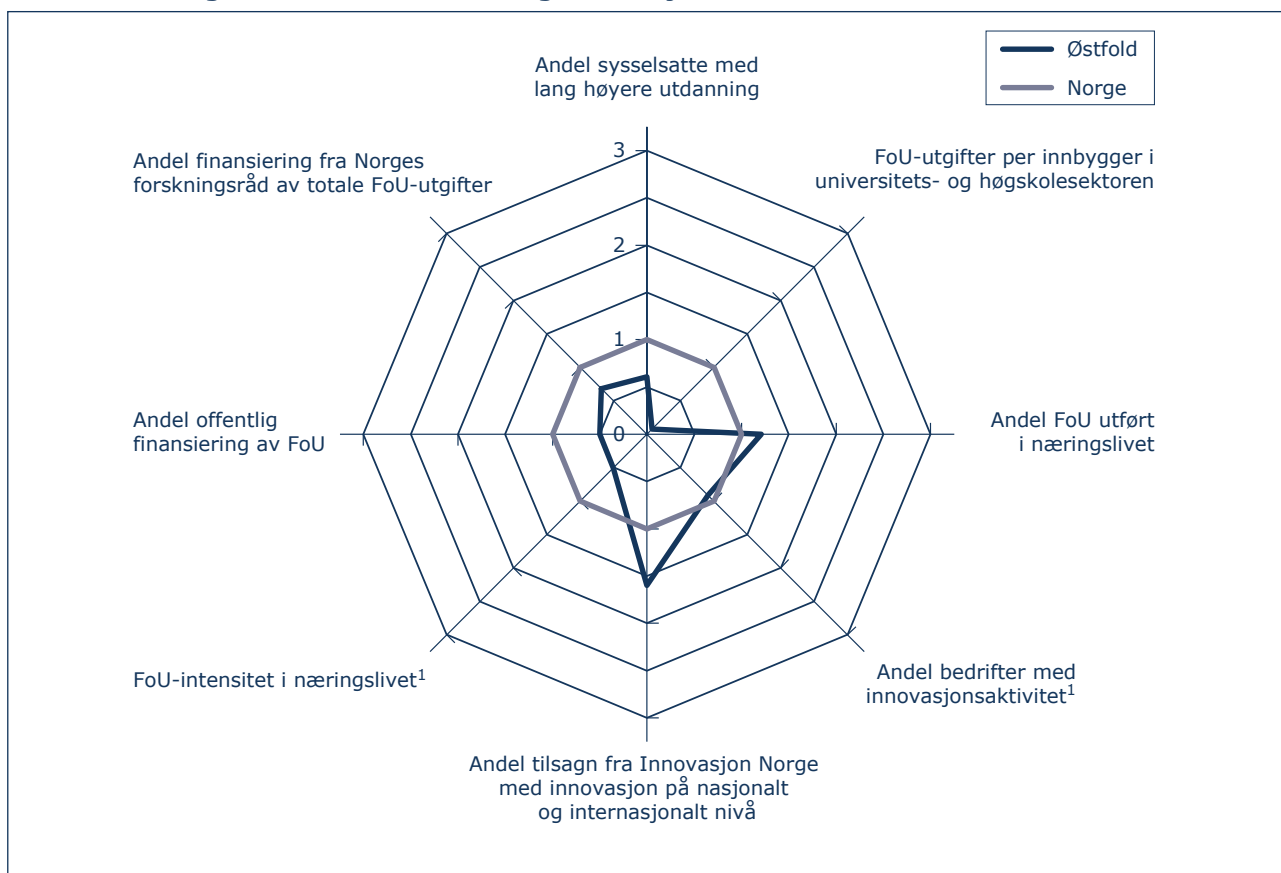 Østfold
Norge
Andel sysselsatte med
lang høyere utdanning
FoU-utgifter per innbygger i
universitets- og høgskolesektoren
Andel FoU utført
i næringslivet
Andel bedrifter med
innovasjonsaktivitet1
Andel tilsagn fra Innovasjon Norge
med innovasjon på nasjonalt
og internasjonalt nivå
FoU-intensitet i næringslivet1
Andel offentlig
finansiering av FoU
Andel finansiering fra Norges
forskningsråd av totale FoU-utgifter
3
2
1
0